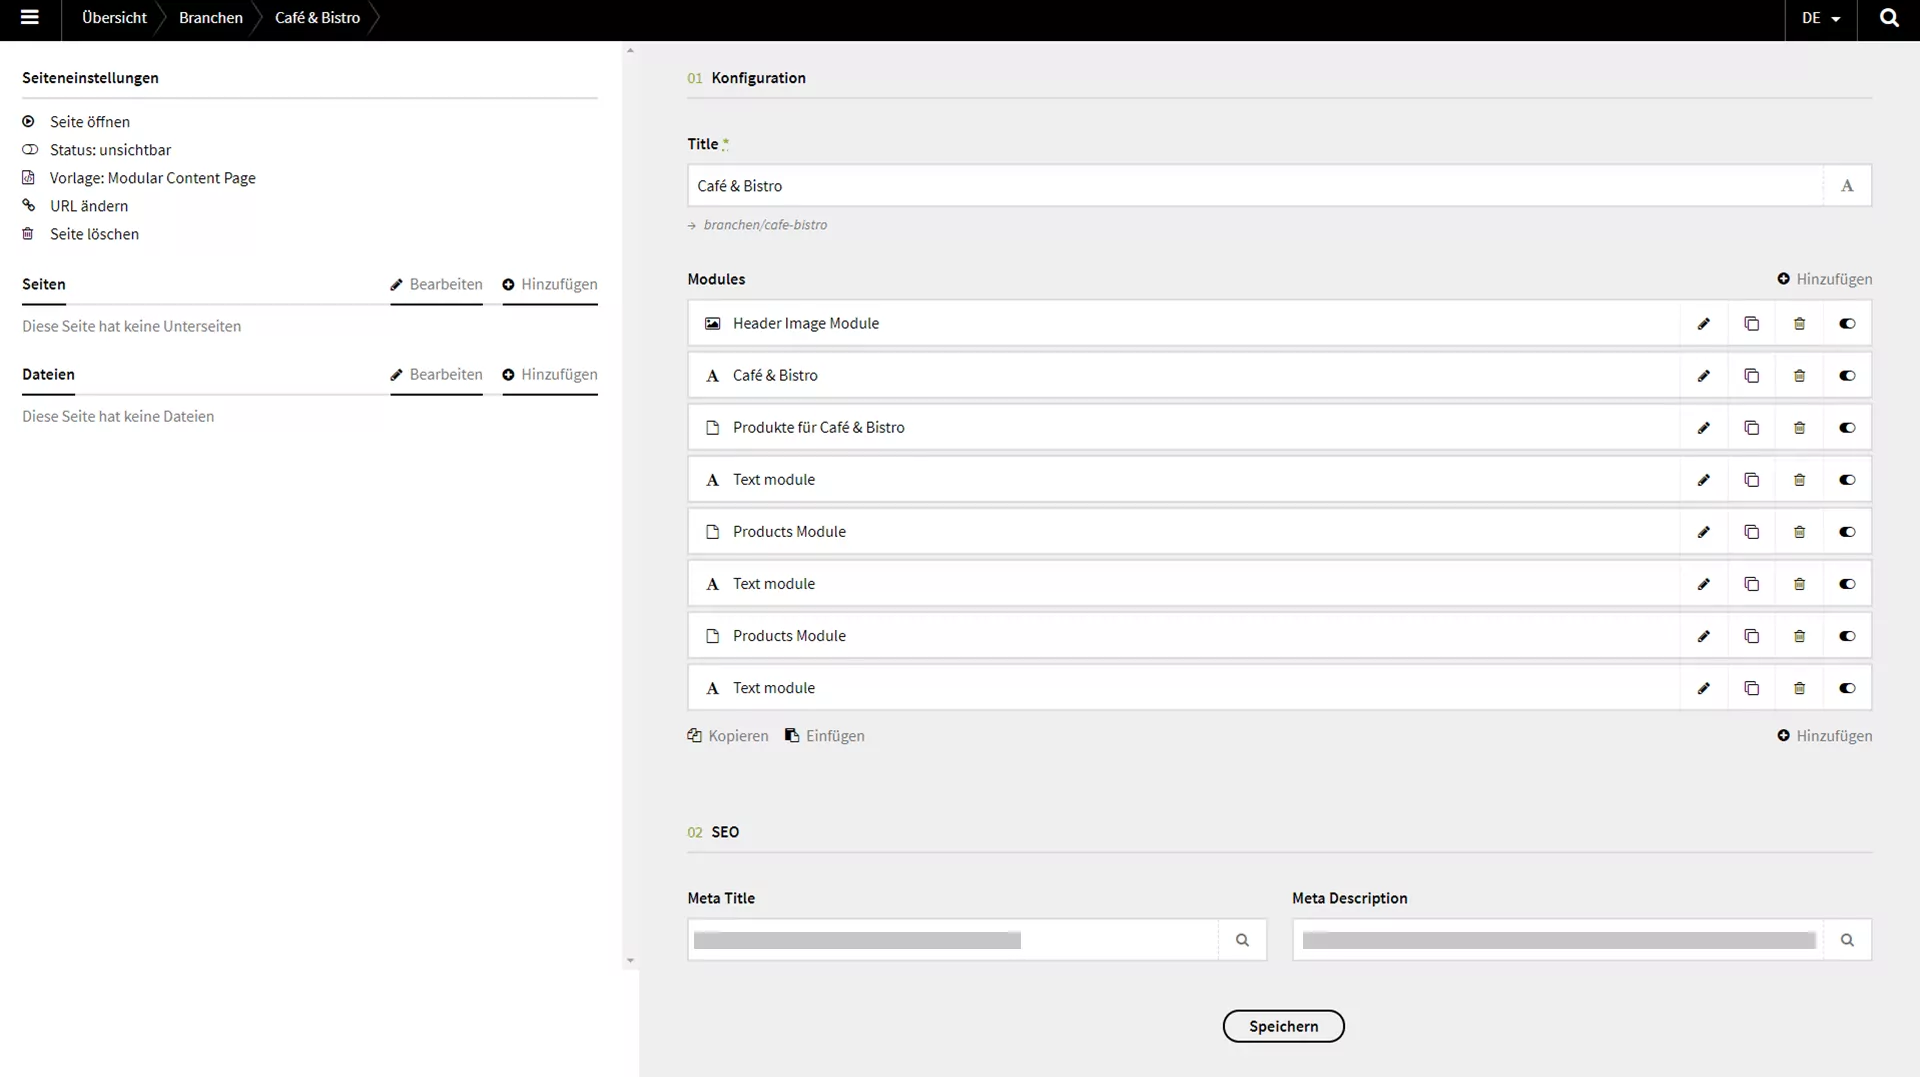 Übersicht Branchen Café & Bistro DE
Seiteneinstellungen
Seite öffnen
Status: unsichtbar
Vorlage: Modular Content Page
URL ändern
Seite löschen
Seiten Bearbeiten Hinzufügen
Diese Seite hat keine Unterseiten
Dateien Bearbeiten Hinzufügen
Diese Seite hat keine Dateien
01 Konfiguration
Title *
Café & Bistro
→ branchen/cafe-bistro
Modules Hinzufügen
Header Image Module
Café & Bistro
Produkte für Café & Bistro
Text module
Products Module
Text module
Products Module
Text module
Kopieren Einfügen Hinzufügen
02 SEO
Meta Title Meta Description
Speichern